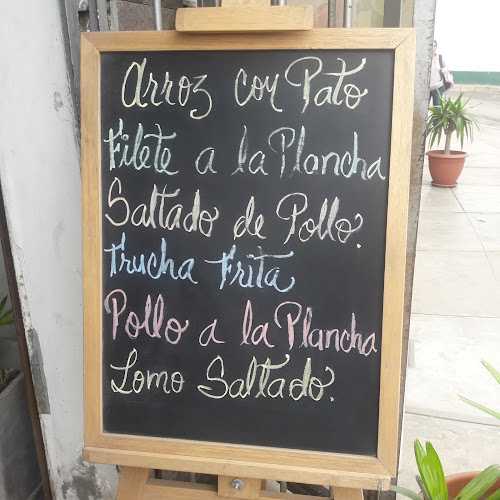 Arroz con Pato
Filete a la Plancha
Saltado de Pollo.
Trucha Frita
Pollo a la Plancha
Lomo Saltado.